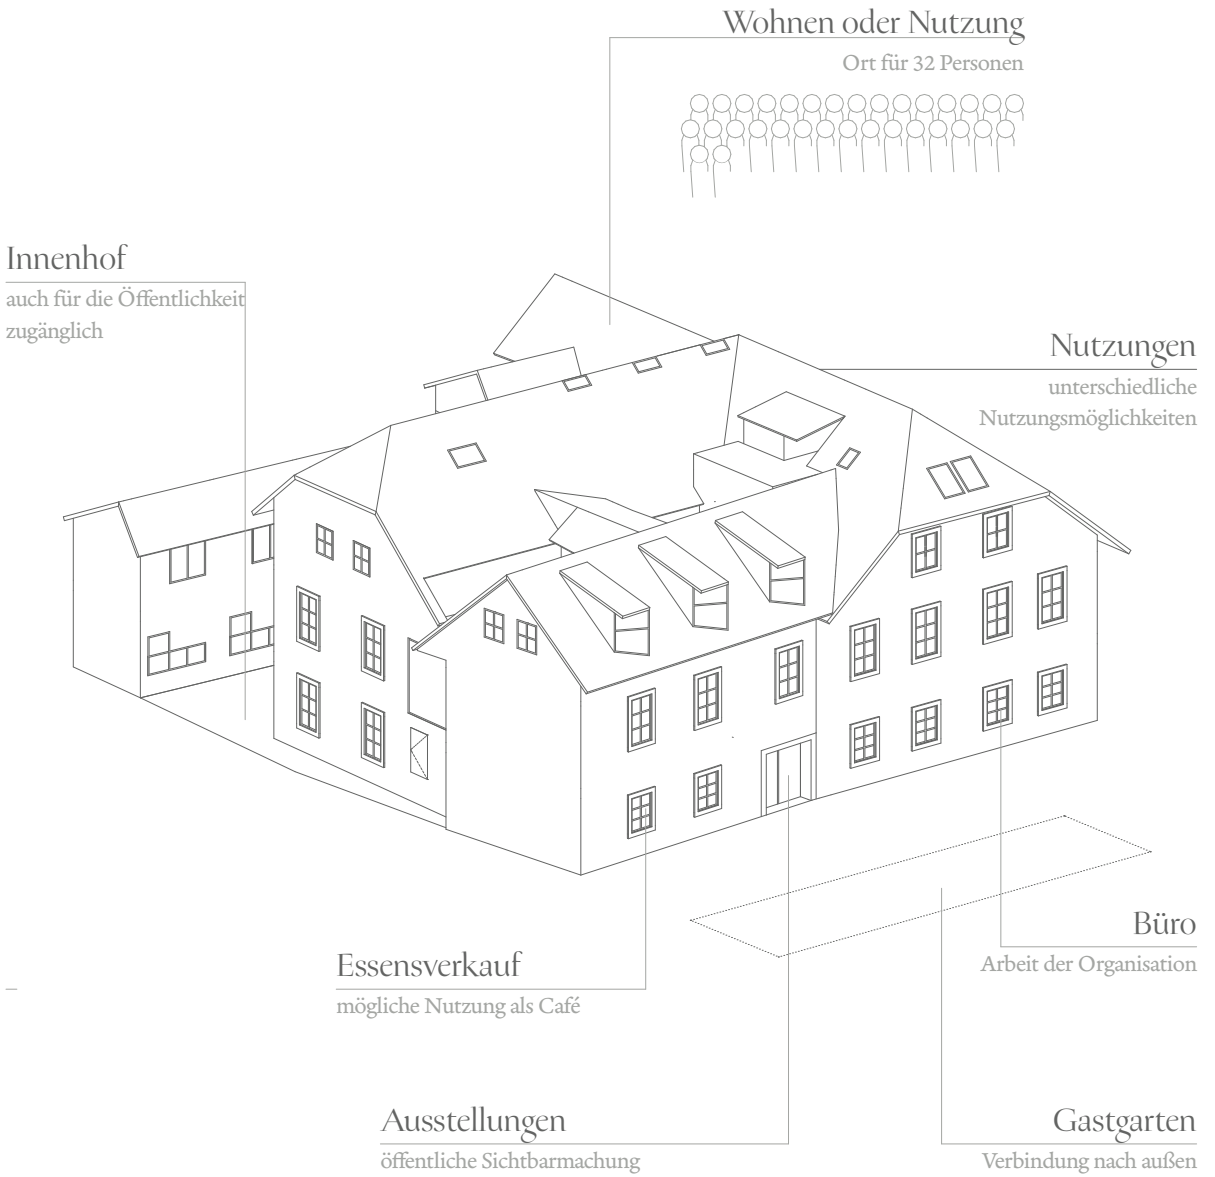 Wohnen oder Nutzung
Ort für 32 Personen
Innenhof
auch für die Öffentlichkeit
zugänglich
Nutzungen
unterschiedliche
Nutzungsmöglichkeiten
Büro
Arbeit der Organisation
Essensverkauf
mögliche Nutzung als Café
Ausstellungen
öffentliche Sichtbarmachung
Gastgarten
Verbindung nach außen